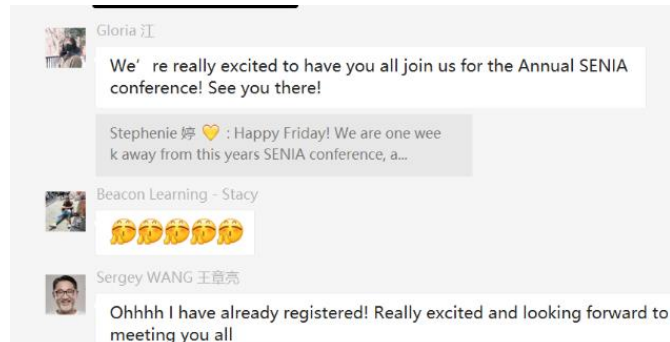 Gloria 江
We're really excited to have you all join us for the Annual SENIA
conference! See you there!
Stephenie 婷 💛 : Happy Friday! We are one wee
k away from this years SENIA conference, a...
Beacon Learning - Stacy
Sergey WANG 王章亮
Ohhhh I have already registered! Really excited and looking forward to
meeting you all